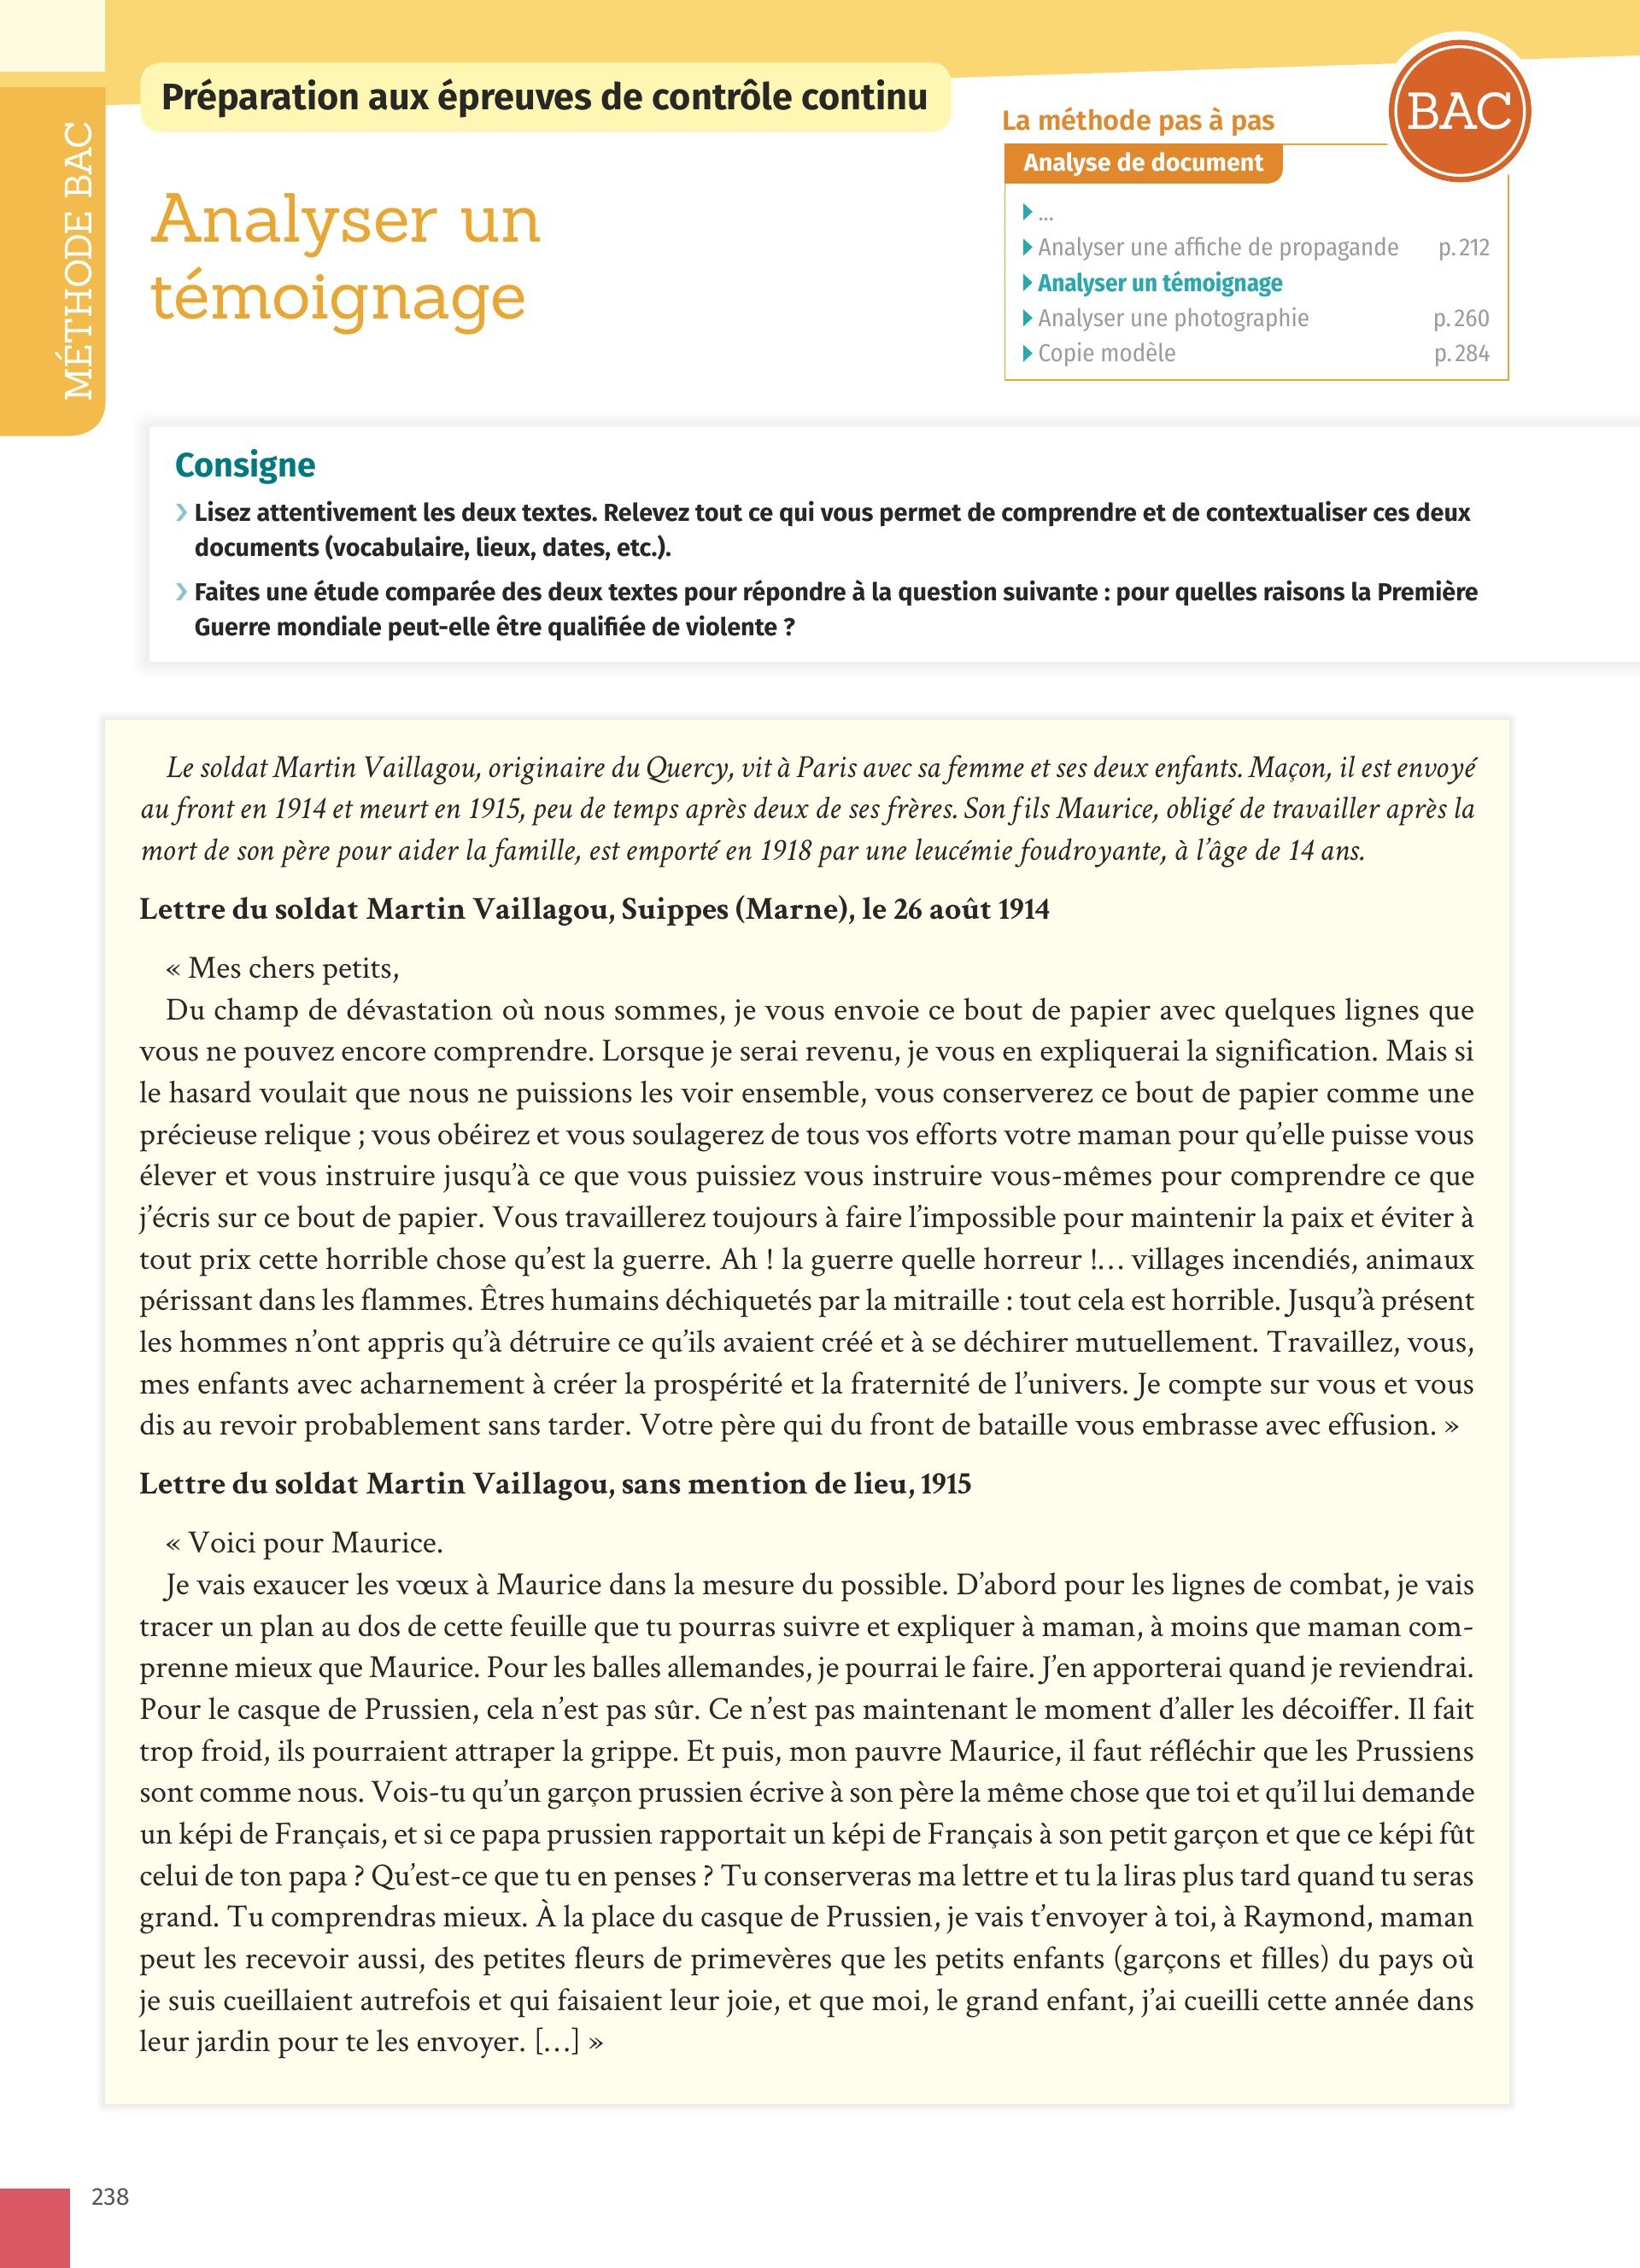 MÉTHODE BAC
Préparation aux épreuves de contrôle continu
Analyser un
témoignage
La méthode pas à pas
BAC
Analyse de document
...
Analyser une affiche de propagande p. 212
Analyser un témoignage
Analyser une photographie p. 260
Copie modèle p. 284
Consigne
› Lisez attentivement les deux textes. Relevez tout ce qui vous permet de comprendre et de contextualiser ces deux
documents (vocabulaire, lieux, dates, etc.).
› Faites une étude comparée des deux textes pour répondre à la question suivante : pour quelles raisons la Première
Guerre mondiale peut-elle être qualifiée de violente ?
Le soldat Martin Vaillagou, originaire du Quercy, vit à Paris avec sa femme et ses deux enfants. Maçon, il est envoyé
au front en 1914 et meurt en 1915, peu de temps après deux de ses frères. Son fils Maurice, obligé de travailler après la
mort de son père pour aider la famille, est emporté en 1918 par une leucémie foudroyante, à l'âge de 14 ans.
Lettre du soldat Martin Vaillagou, Suippes (Marne), le 26 août 1914
« Mes chers petits,
Du champ de dévastation où nous sommes, je vous envoie ce bout de papier avec quelques lignes que
vous ne pouvez encore comprendre. Lorsque je serai revenu, je vous en expliquerai la signification. Mais si
le hasard voulait que nous ne puissions les voir ensemble, vous conserverez ce bout de papier comme une
précieuse relique ; vous obéirez et vous soulagerez de tous vos efforts votre maman pour qu'elle puisse vous
élever et vous instruire jusqu'à ce que vous puissiez vous instruire vous-mêmes pour comprendre ce que
j'écris sur ce bout de papier. Vous travaillerez toujours à faire l'impossible pour maintenir la paix et éviter à
tout prix cette horrible chose qu'est la guerre. Ah ! la guerre quelle horreur !… villages incendiés, animaux
périssant dans les flammes. Êtres humains déchiquetés par la mitraille : tout cela est horrible. Jusqu'à présent
les hommes n'ont appris qu'à détruire ce qu'ils avaient créé et à se déchirer mutuellement. Travaillez, vous,
mes enfants avec acharnement à créer la prospérité et la fraternité de l'univers. Je compte sur vous et vous
dis au revoir probablement sans tarder. Votre père qui du front de bataille vous embrasse avec effusion. »
Lettre du soldat Martin Vaillagou, sans mention de lieu, 1915
« Voici pour Maurice.
Je vais exaucer les vœux à Maurice dans la mesure du possible. D'abord pour les lignes de combat, je vais
tracer un plan au dos de cette feuille que tu pourras suivre et expliquer à maman, à moins que maman com-
prenne mieux que Maurice. Pour les balles allemandes, je pourrai le faire. J'en apporterai quand je reviendrai.
Pour le casque de Prussien, cela n'est pas sûr. Ce n'est pas maintenant le moment d'aller les décoiffer. Il fait
trop froid, ils pourraient attraper la grippe. Et puis, mon pauvre Maurice, il faut réfléchir que les Prussiens
sont comme nous. Vois-tu qu'un garçon prussien écrive à son père la même chose que toi et qu'il lui demande
un képi de Français, et si ce papa prussien rapportait un képi de Français à son petit garçon et que ce képi fût
celui de ton papa ? Qu'est-ce que tu en penses ? Tu conserveras ma lettre et tu la liras plus tard quand tu seras
grand. Tu comprendras mieux. À la place du casque de Prussien, je vais t'envoyer à toi, à Raymond, maman
peut les recevoir aussi, des petites fleurs de primevères que les petits enfants (garçons et filles) du pays où
je suis cueillaient autrefois et qui faisaient leur joie, et que moi, le grand enfant, j'ai cueilli cette année dans
leur jardin pour te les envoyer. […] »
238